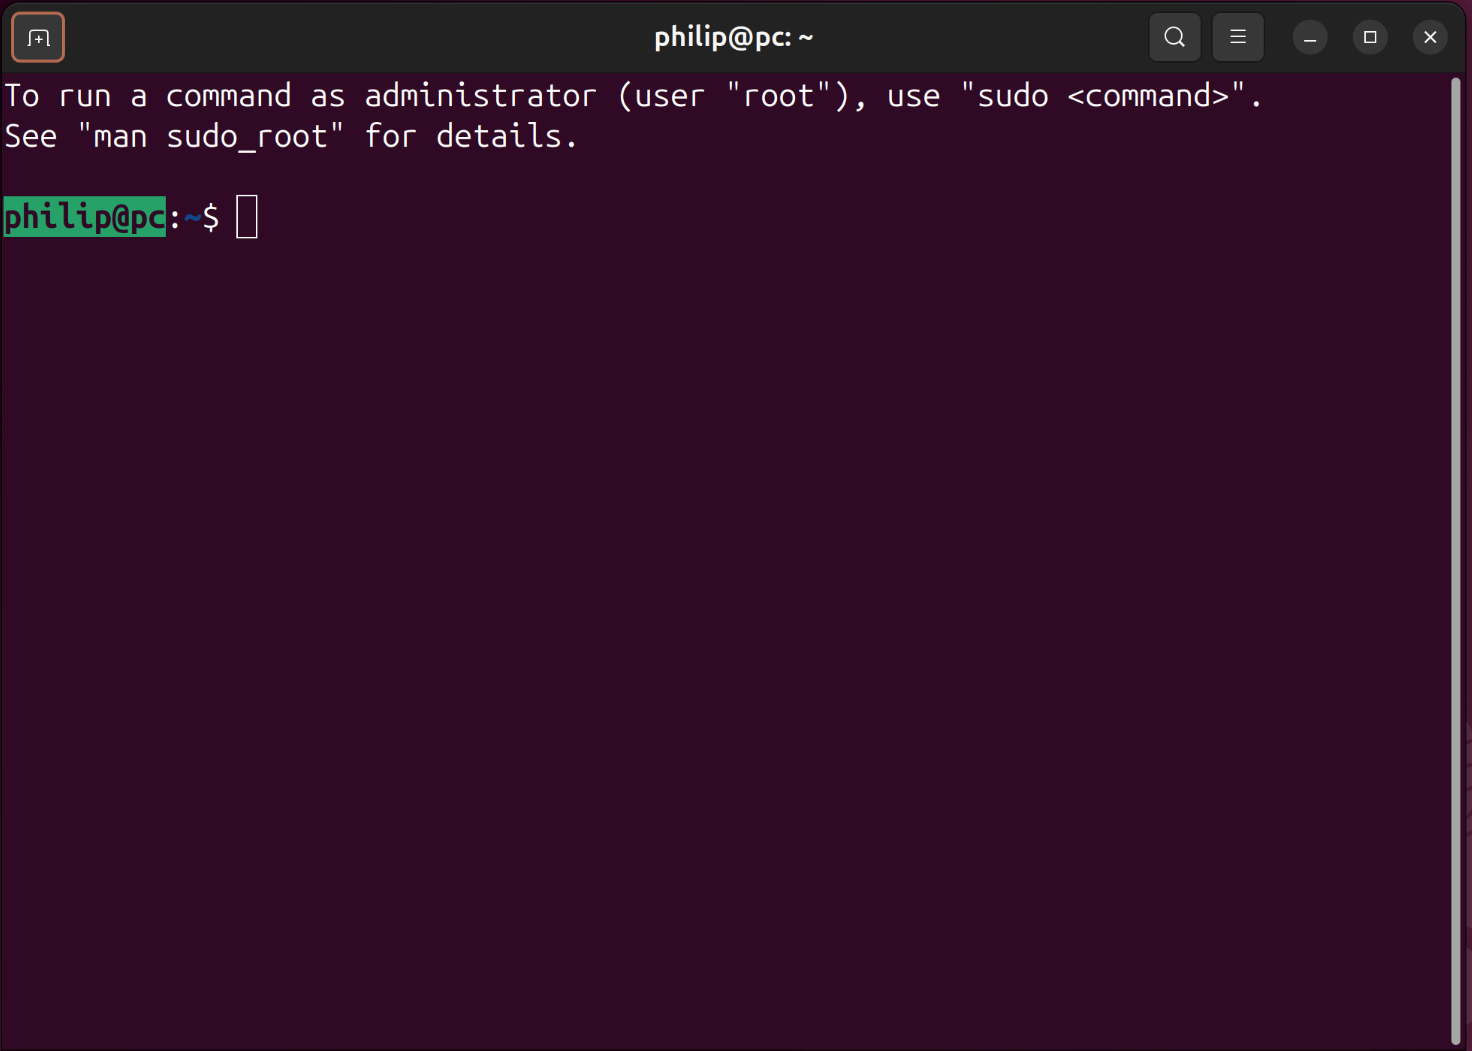 philip@pc: ~
To run a command as administrator (user "root"), use "sudo <command>".
See "man sudo_root" for details.
philip@pc:~$